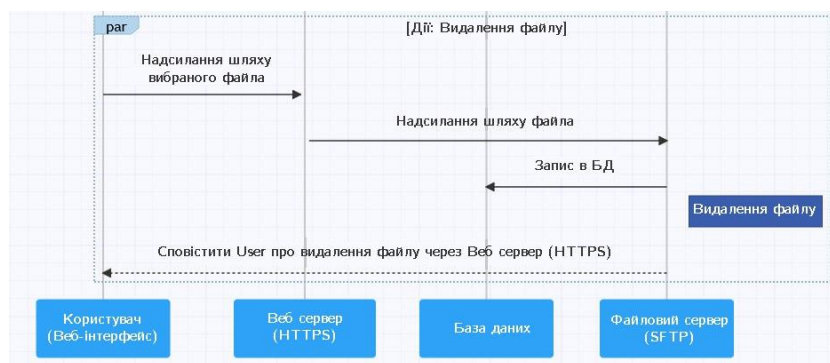 par
[Дії: Видалення файлу]
Надсилання шляху
вибраного файла
Надсилання шляху файла
Запис в БД
Видалення файлу
Сповістити User про видалення файлу через Веб сервер (HTTPS)
Користувач
(Веб-інтерфейс)
Веб сервер
(HTTPS)
База даних
Файловий сервер
(SFTP)